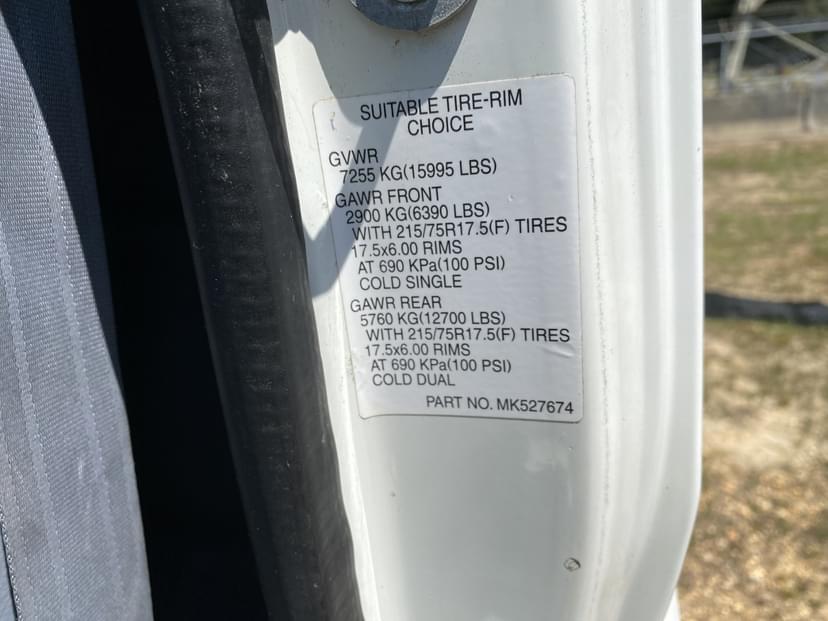 SUITABLE TIRE-RIM
CHOICE
GVWR
7255 KG(15995 LBS)
GAWR FRONT
2900 KG(6390 LBS)
WITH 215/75R17.5(F) TIRES
17.5x6.00 RIMS
AT 690 KPa(100 PSI)
COLD SINGLE
GAWR REAR
5760 KG(12700 LBS)
WITH 215/75R17.5(F) TIRES
17.5x6.00 RIMS
AT 690 KPa(100 PSI)
COLD DUAL
PART NO. MK527674